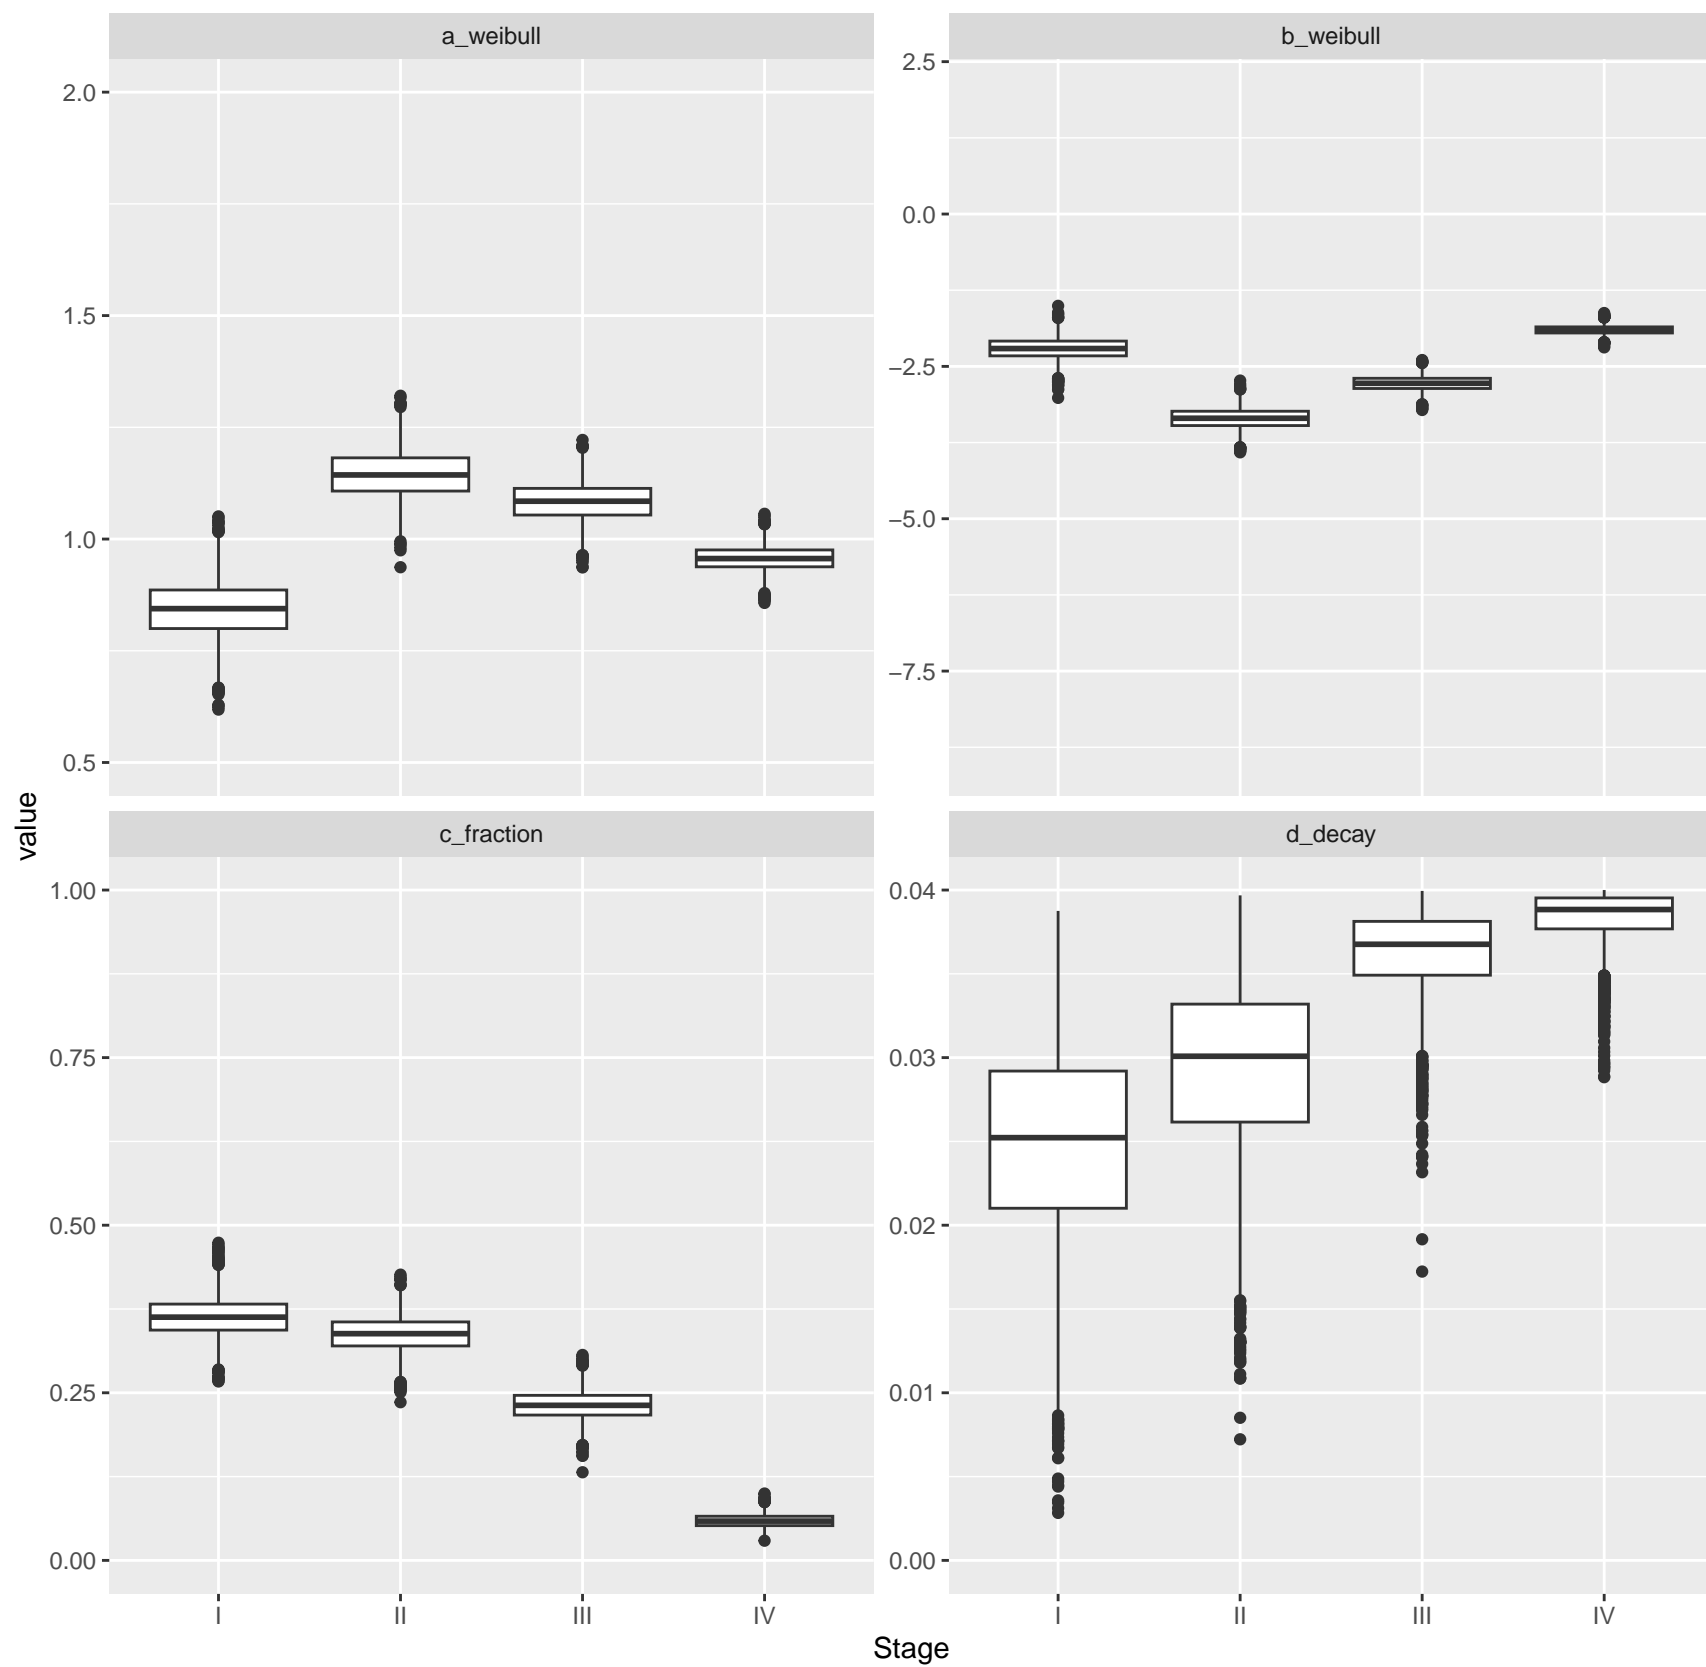 a_weibull
b_weibull
2.0
1.5
1.0
0.5
2.5
0.0
−2.5
−5.0
−7.5
value
c_fraction
d_decay
1.00
0.75
0.50
0.25
0.00
0.04
0.03
0.02
0.01
0.00
I II III IV
I II III IV
Stage